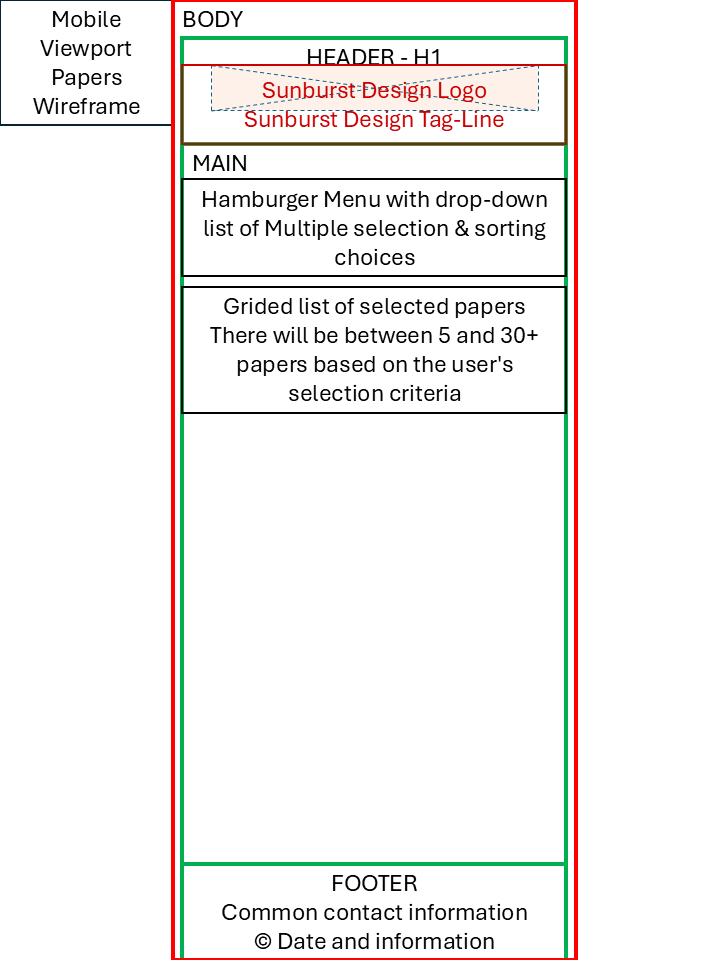 Mobile
Viewport
Papers
Wireframe
BODY
HEADER - H1
Sunburst Design Logo
Sunburst Design Tag-Line
MAIN
Hamburger Menu with drop-down
list of Multiple selection & sorting
choices
Grided list of selected papers
There will be between 5 and 30+
papers based on the user's
selection criteria
FOOTER
Common contact information
© Date and information